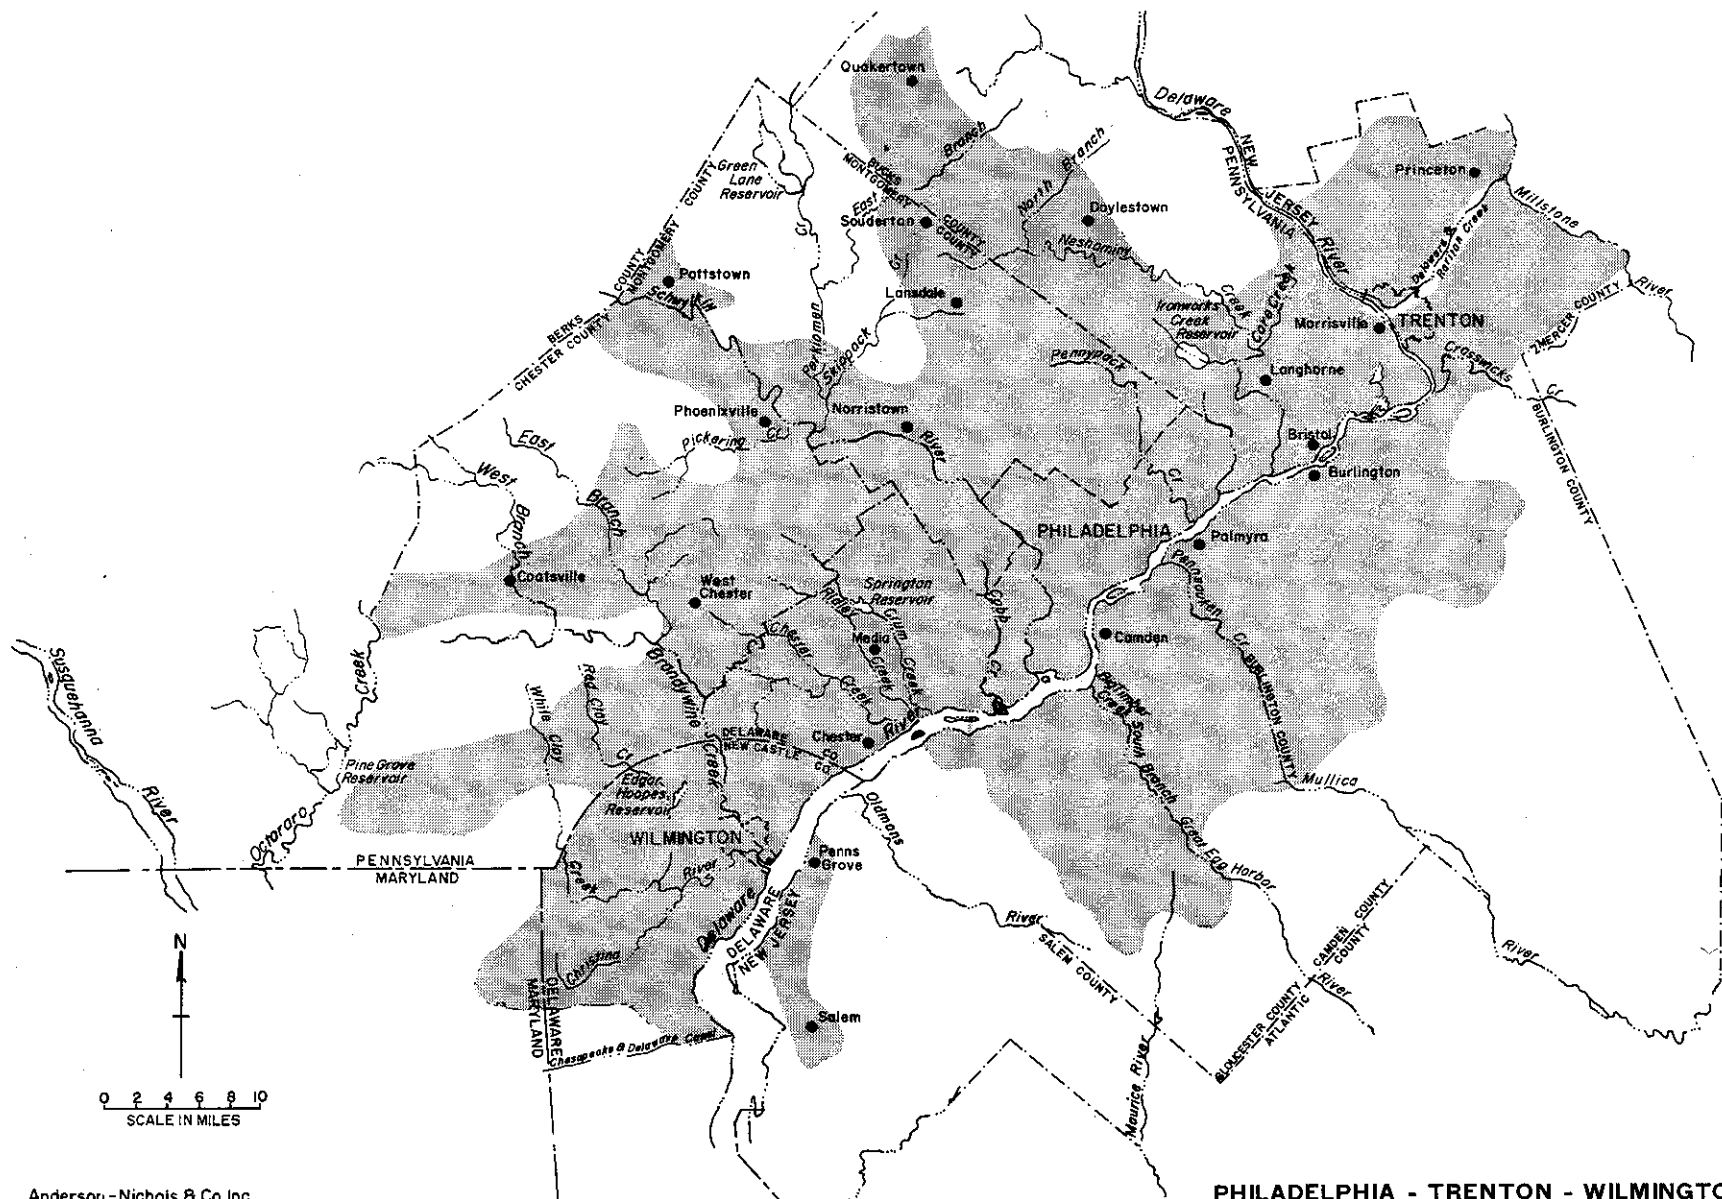 Quakertown
Delaware
NEW
PENNSYLVANIA
JERSEY
River
Princeton
Millstone
River
Branch
North Branch
BUCKS
MONTGOMERY
COUNTY
COUNTY
Green
Lane
Reservoir
COUNTY
COUNTY
MONTGOMERY
East
Cr
Souderton
Doylestown
Neshaminy
Creek
Delaware &
Raritan Creek
Pottstown
Lansdale
Ironworks
Creek
Reservoir
Core Creek
Morrisville
TRENTON
MERCER COUNTY
BERKS
CHESTER COUNTY
Perkiomen
Skippack
Cr
Pennypack
Cr
Langhorne
Crosswicks
Cr
BURLINGTON COUNTY
Phoenixville
Norristown
River
Pickering
Cr
Bristol
Burlington
East
Branch
West
Branch
PHILADELPHIA
Palmyra
Pennsauken
Cr
BURLINGTON COUNTY
Coatsville
West
Chester
Springton
Reservoir
Ridley
Creek
Crum
Creek
Cobb
Cr
Media
Chester
Creek
Camden
Susquehanna
River
Creek
Octararo
Brandywine
Creek
Red Clay
Cr
White
Clay
Creek
Chester
River
DELAWARE CO
NEW CASTLE CO
South Branch
Great Egg Harbor
River
Mullica
River
Pine Grove
Reservoir
Edgar
Hoopes
Reservoir
WILMINGTON
Oldmans
River
PENNSYLVANIA
MARYLAND
River
Penns
Grove
Delaware
DELAWARE
NEW JERSEY
Christina
MARYLAND
DELAWARE
SALEM COUNTY
CAMDEN COUNTY
COUNTY
GLOUCESTER COUNTY
ATLANTIC
Salem
Chesapeake & Delaware Canal
Maurice River
N
0 2 4 6 8 10
SCALE IN MILES
Anderson-Nichols & Co Inc
PHILADELPHIA - TRENTON - WILMINGTO